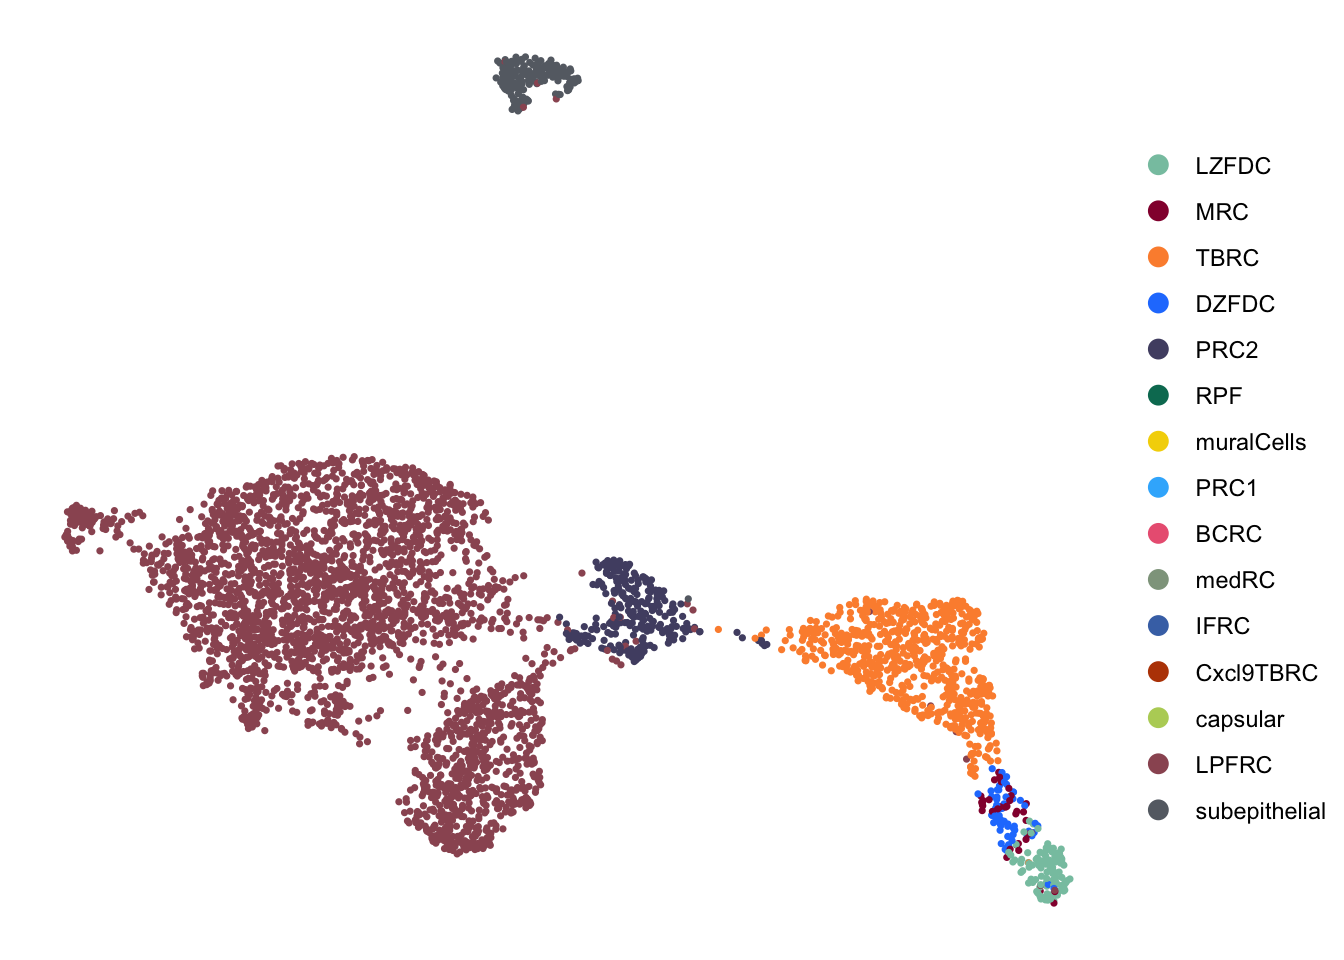 LZFDC
MRC
TBRC
DZFDC
PRC2
RPF
muralCells
PRC1
BCRC
medRC
IFRC
Cxcl9TBRC
capsular
LPFRC
subepithelial